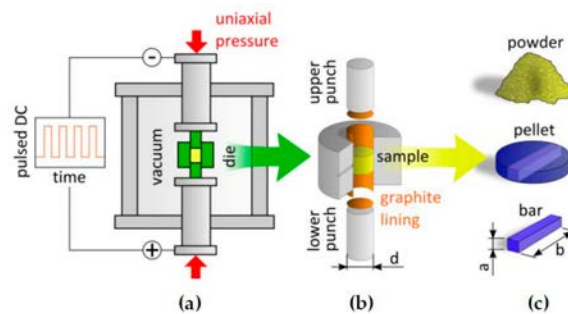 uniaxial
pressure
−
pulsed DC
time
vacuum
die
+
(a)
upper
punch
sample
graphite
lining
lower
punch
d
(b)
powder
pellet
bar
a
b
(c)